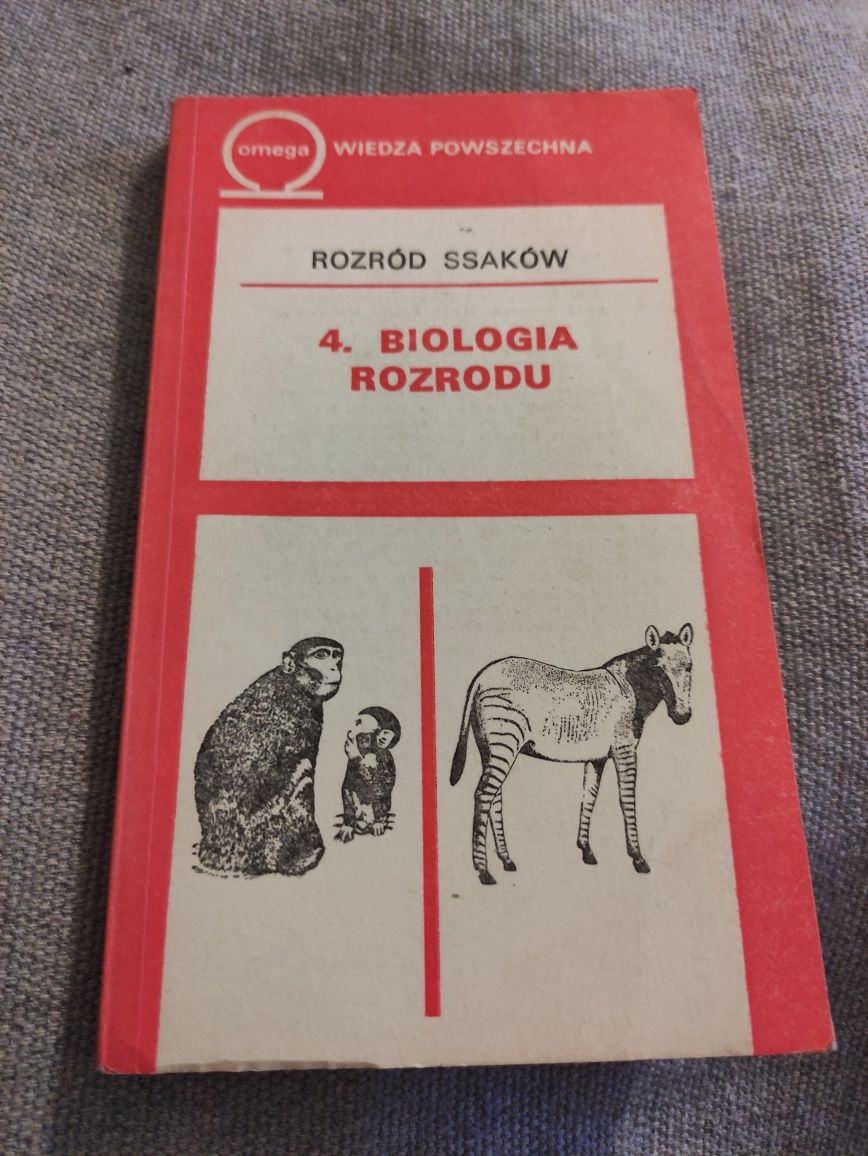 omega WIEDZA POWSZECHNA
ROZRÓD SSAKÓW
4. BIOLOGIA
ROZRODU